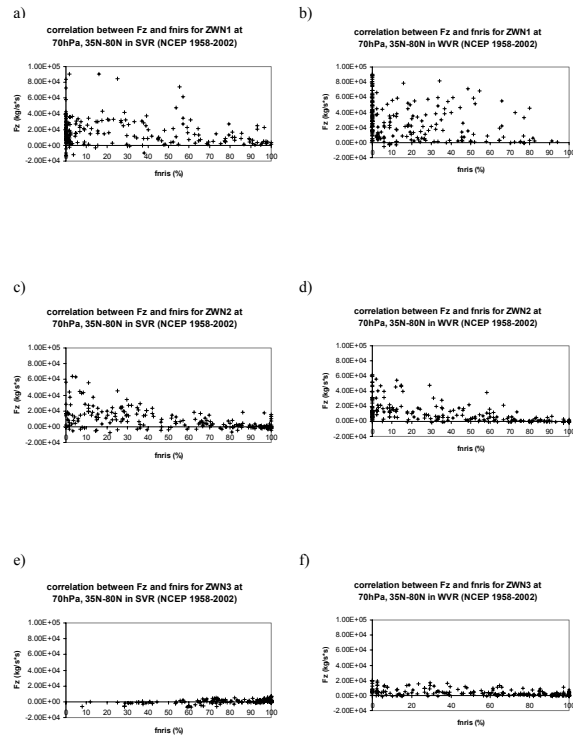 a)
correlation between Fz and fnirs for ZWN1 at
70hPa, 35N-80N in SVR (NCEP 1958-2002)
Fz (kg/s*s)
1.00E+05
8.00E+04
6.00E+04
4.00E+04
2.00E+04
0.00E+00
-2.00E+04
0 10 20 30 40 50 60 70 80 90 100
fnris (%)
b)
correlation between Fz and fnris for ZWN1 at
70hPa, 35N-80N in WVR (NCEP 1958-2002)
Fz (kg/s*s)
1.00E+05
8.00E+04
6.00E+04
4.00E+04
2.00E+04
0.00E+00
-2.00E+04
0 10 20 30 40 50 60 70 80 90 100
fnris (%)
c)
correlation between Fz and fnirs for ZWN2 at
70hPa, 35N-80N in SVR (NCEP 1958-2002)
Fz (kg/s*s)
1.00E+05
8.00E+04
6.00E+04
4.00E+04
2.00E+04
0.00E+00
-2.00E+04
0 10 20 30 40 50 60 70 80 90 100
fnris (%)
d)
correlation between Fz and fnris for ZWN2 at
70hPa, 35N-80N in WVR (NCEP 1958-2002)
Fz (kg/s*s)
1.00E+05
8.00E+04
6.00E+04
4.00E+04
2.00E+04
0.00E+00
-2.00E+04
0 10 20 30 40 50 60 70 80 90 100
fnris (%)
e)
correlation between Fz and fnirs for ZWN3 at
70hPa, 35N-80N in SVR (NCEP 1958-2002)
Fz (kg/s*s)
1.00E+05
8.00E+04
6.00E+04
4.00E+04
2.00E+04
0.00E+00
-2.00E+04
0 10 20 30 40 50 60 70 80 90 100
fnris (%)
f)
correlation between Fz and fnris for ZWN3 at
70hPa, 35N-80N in WVR (NCEP 1958-2002)
Fz (kg/s*s)
1.00E+05
8.00E+04
6.00E+04
4.00E+04
2.00E+04
0.00E+00
-2.00E+04
0 10 20 30 40 50 60 70 80 90 100
fnris (%)